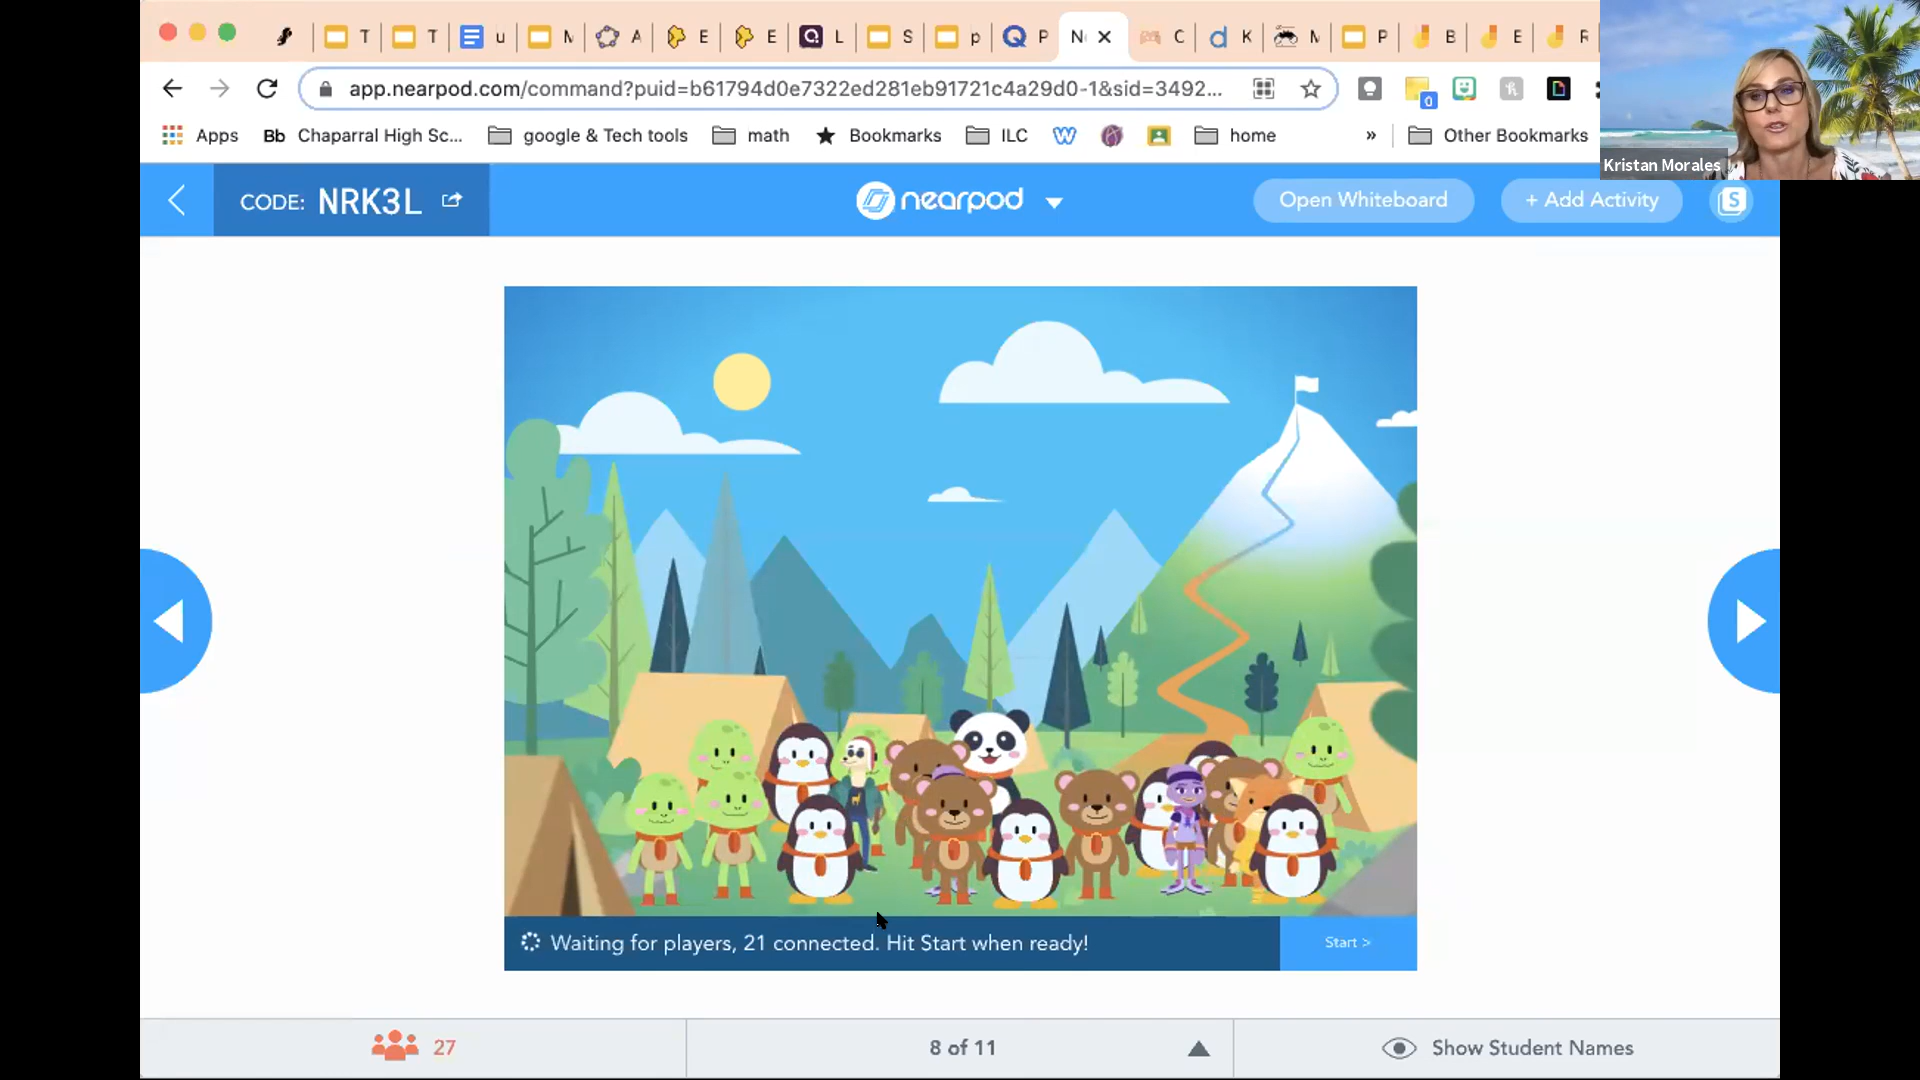 T
T
u
M
A
E
E
L
S
p
P
N
C
K
M
P
B
E
R
app.nearpod.com/command?puid=b61794d0e7322ed281eb91721c4a29d0-1&sid=3492...
0
Apps
Bb Chaparral High Sc...
google & Tech tools
math
Bookmarks
ILC
W
home
»
Other Bookmarks
Kristan Morales
CODE: NRK3L
nearpod
Open Whiteboard
+ Add Activity
S
Waiting for players, 21 connected. Hit Start when ready!
Start >
27
8 of 11
Show Student Names